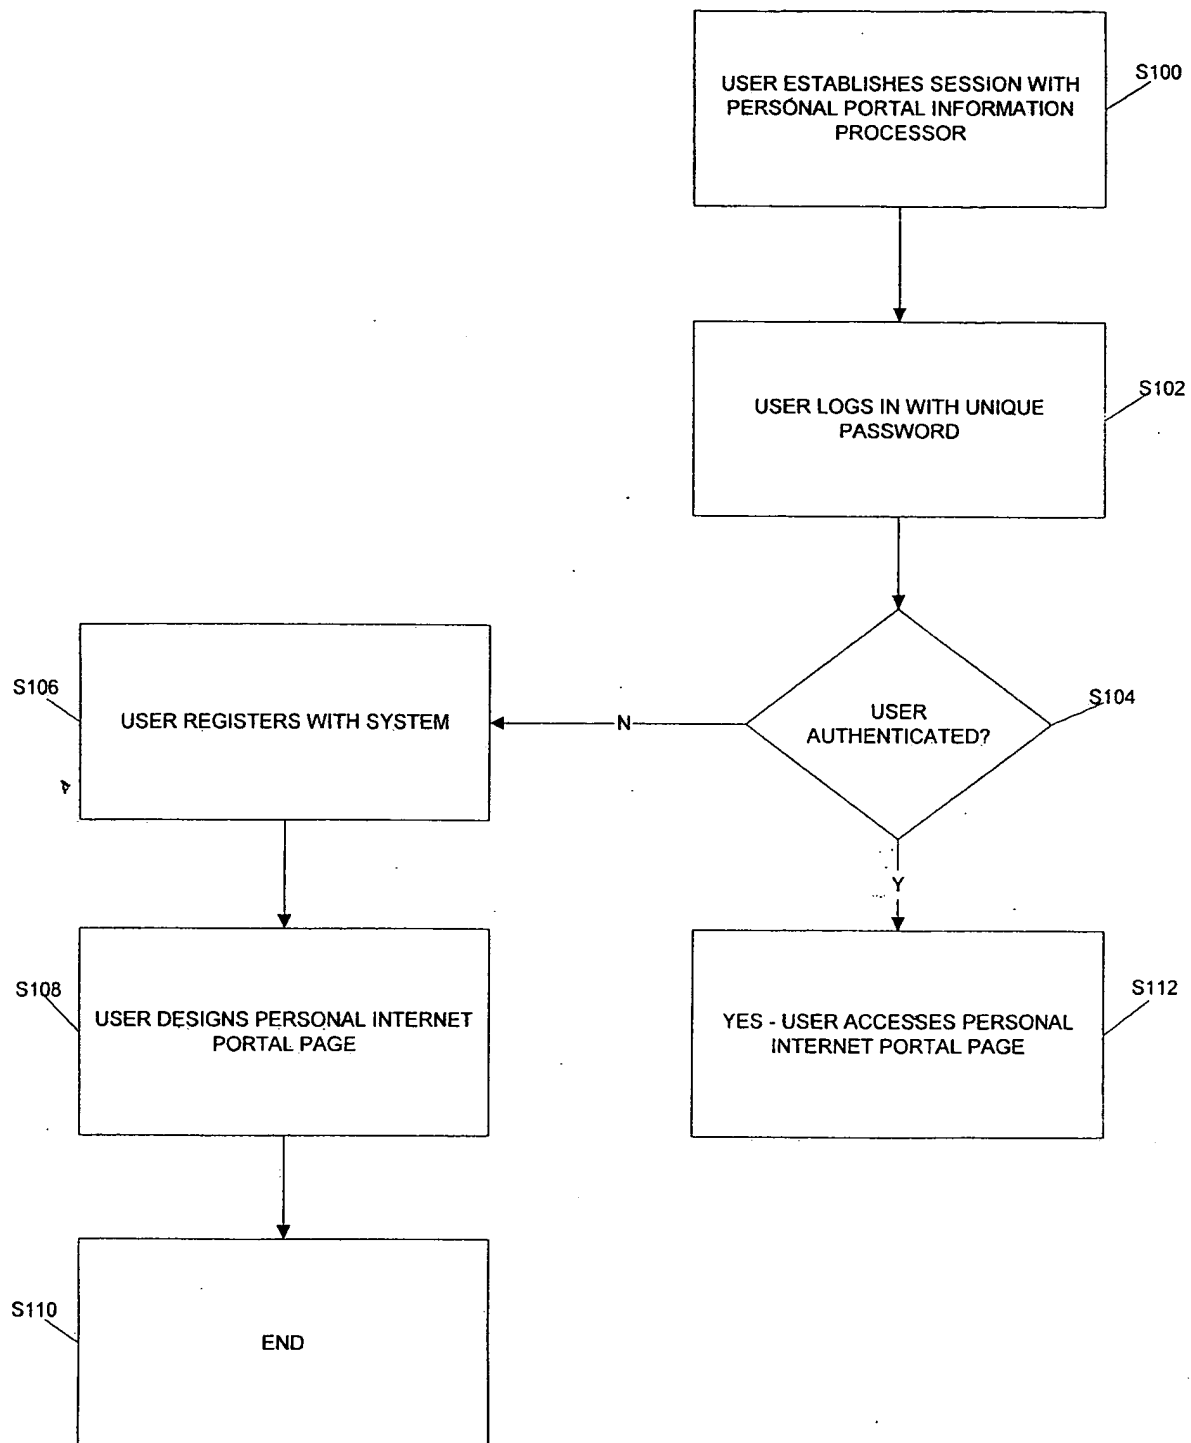 USER ESTABLISHES SESSION WITH
PERSONAL PORTAL INFORMATION
PROCESSOR
S100
USER LOGS IN WITH UNIQUE
PASSWORD
S102
USER
AUTHENTICATED?
S104
N
USER REGISTERS WITH SYSTEM
S106
Y
USER DESIGNS PERSONAL INTERNET
PORTAL PAGE
S108
YES - USER ACCESSES PERSONAL
INTERNET PORTAL PAGE
S112
END
S110